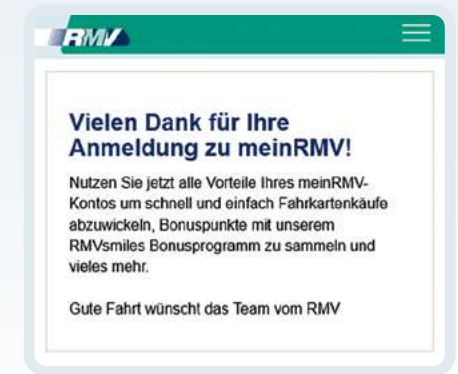 RMV
Vielen Dank für Ihre
Anmeldung zu meinRMV!
Nutzen Sie jetzt alle Vorteile Ihres meinRMV-
Kontos um schnell und einfach Fahrkartenkäufe
abzuwickeln, Bonuspunkte mit unserem
RMVsmiles Bonusprogramm zu sammeln und
vieles mehr.
Gute Fahrt wünscht das Team vom RMV